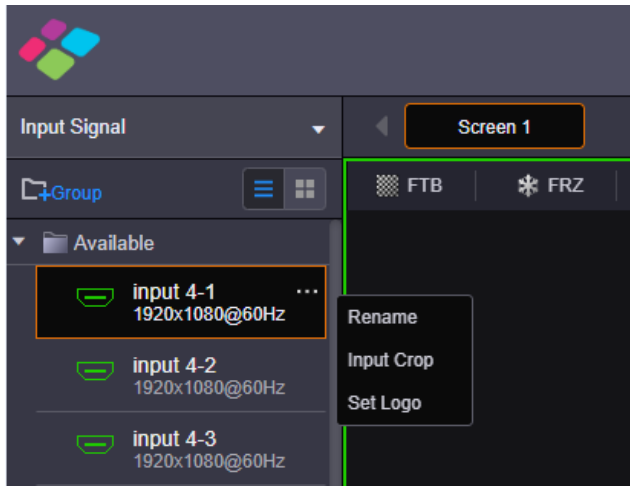 Input Signal
Screen 1
Group
FTB
FRZ
Available
input 4-1
1920x1080@60Hz
Rename
Input Crop
Set Logo
input 4-2
1920x1080@60Hz
input 4-3
1920x1080@60Hz